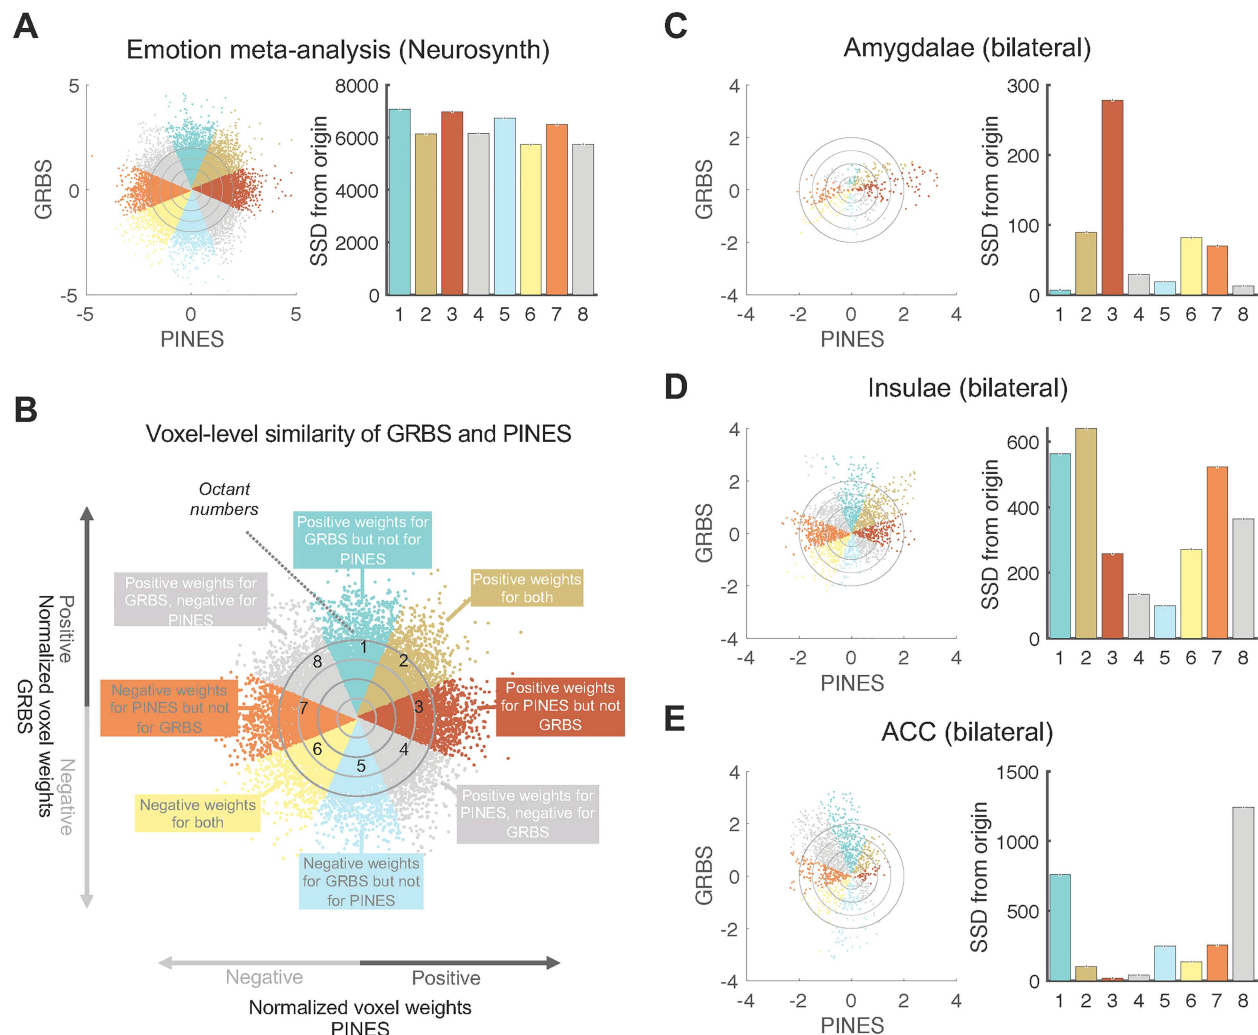 A
Emotion meta-analysis (Neurosynth)
5
0
-5
GRBS
-5
0
5
PINES
8000
6000
4000
2000
0
SSD from origin
1 2 3 4 5 6 7 8
B
Voxel-level similarity of GRBS and PINES
Octant
numbers
Positive weights for
GRBS but not for
PINES
Positive weights for
GRBS, negative for
PINES
Positive weights
for both
Negative weights
for PINES but not
for GRBS
Positive weights
for PINES but not
GRBS
Negative weights
for both
Positive weights for
PINES, negative for
GRBS
Negative weights
for GRBS but not
for PINES
1
2
3
4
5
6
7
8
Positive
Negative
Normalized voxel weights
GRBS
Negative
Positive
Normalized voxel weights
PINES
C
Amygdalae (bilateral)
4
2
0
-2
-4
GRBS
-4 -2 0 2 4
PINES
300
200
100
0
SSD from origin
1 2 3 4 5 6 7 8
D
Insulae (bilateral)
4
2
0
-2
-4
GRBS
-4 -2 0 2 4
PINES
600
400
200
0
SSD from origin
1 2 3 4 5 6 7 8
E
ACC (bilateral)
4
2
0
-2
-4
GRBS
-4 -2 0 2 4
PINES
1500
1000
500
0
SSD from origin
1 2 3 4 5 6 7 8